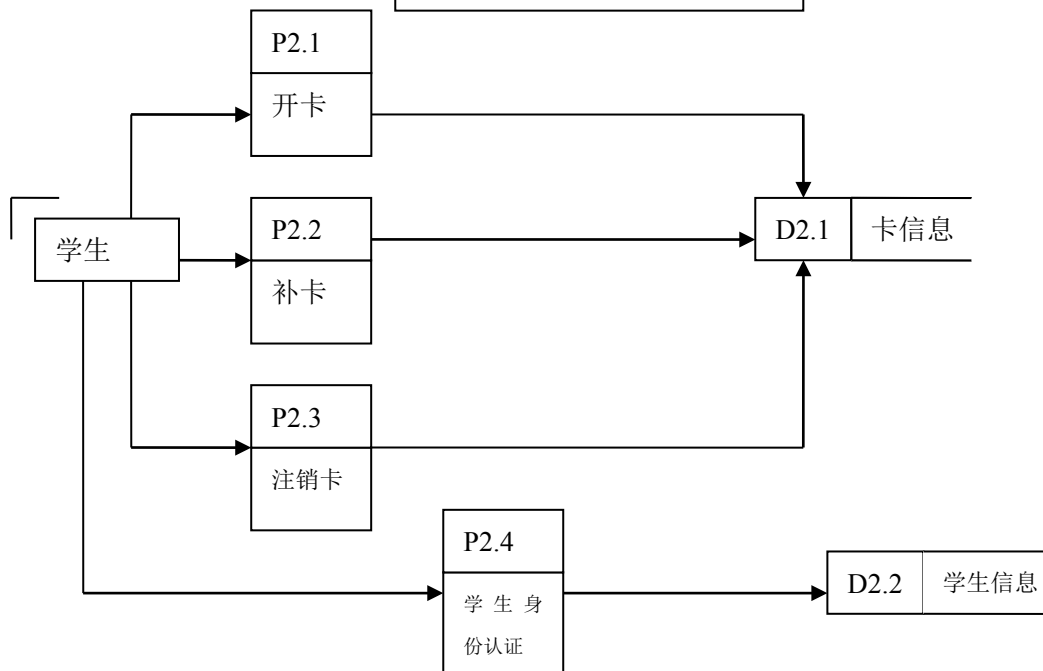 P2.1
开卡
学生
P2.2
补卡
D2.1
卡信息
P2.3
注销卡
P2.4
学 生 身
份认证
D2.2
学生信息